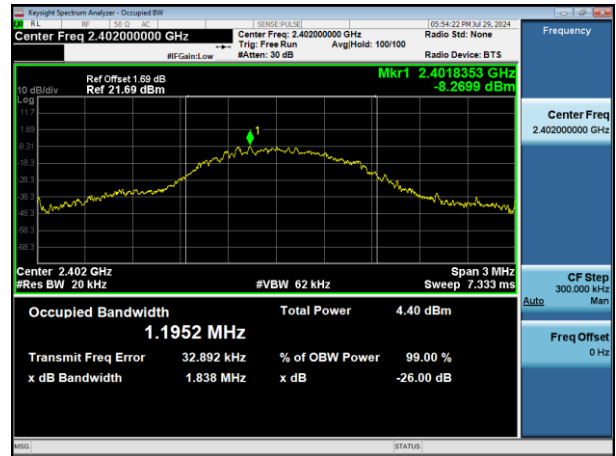 Keysight Spectrum Analyzer - Occupied BW
RL RF 50 Ω AC SENSE:PULSE 05:54:22 PM Jul 29, 2024
Center Freq 2.402000000 GHz Center Freq: 2.402000000 GHz Radio Std: None Frequency
Trig: Free Run Avg|Hold: 100/100
#IFGain:Low #Atten: 30 dB Radio Device: BTS
Ref Offset 1.69 dB Mkr1 2.4018353 GHz
10 dB/div Ref 21.69 dBm -8.2699 dBm
Log
11.7
1.69
-8.31
-18.3
-28.3
-38.3
-48.3
-58.3
-68.3
1
Center Freq
2.402000000 GHz
Center 2.402 GHz Span 3 MHz
#Res BW 20 kHz #VBW 62 kHz Sweep 7.333 ms
CF Step
300.000 kHz
Auto Man
Occupied Bandwidth Total Power 4.40 dBm
1.1952 MHz
Freq Offset
0 Hz
Transmit Freq Error 32.892 kHz % of OBW Power 99.00 %
x dB Bandwidth 1.838 MHz x dB -26.00 dB
MSG STATUS